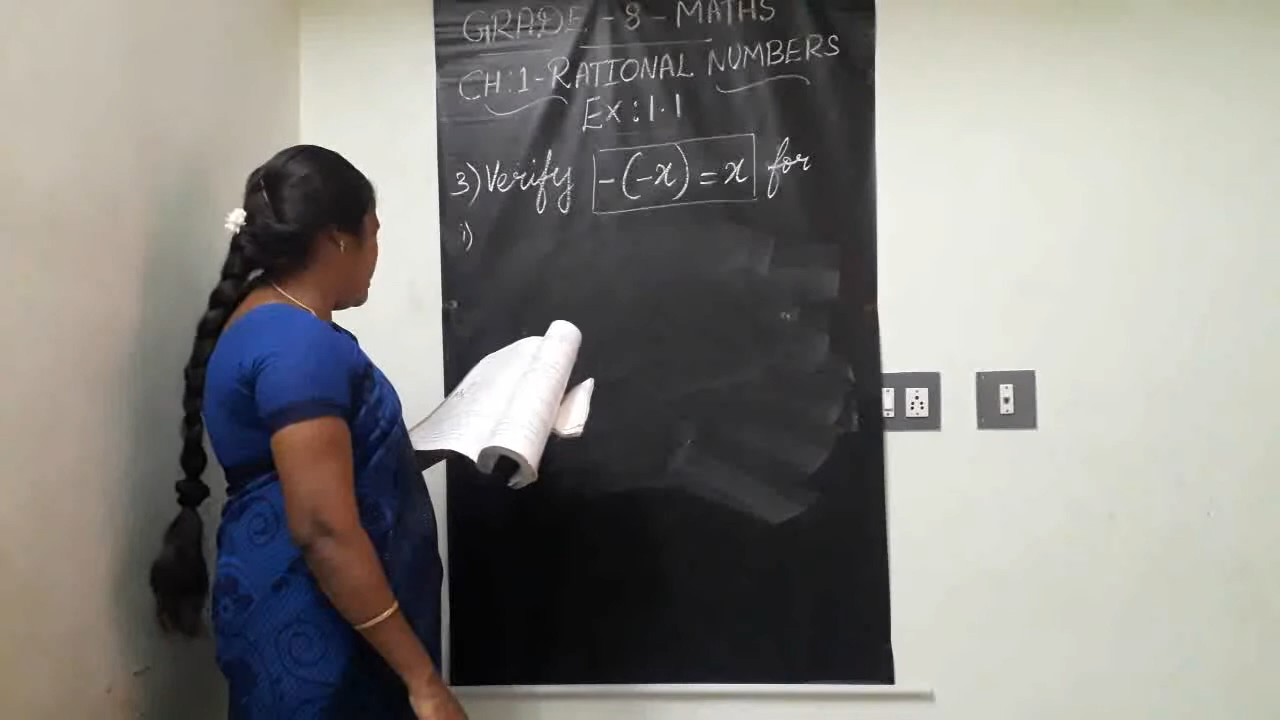 GRADE - 8 - MATHS
CH:1 - RATIONAL NUMBERS
Ex:1.1
3) Verify -(-x) = x for
i)